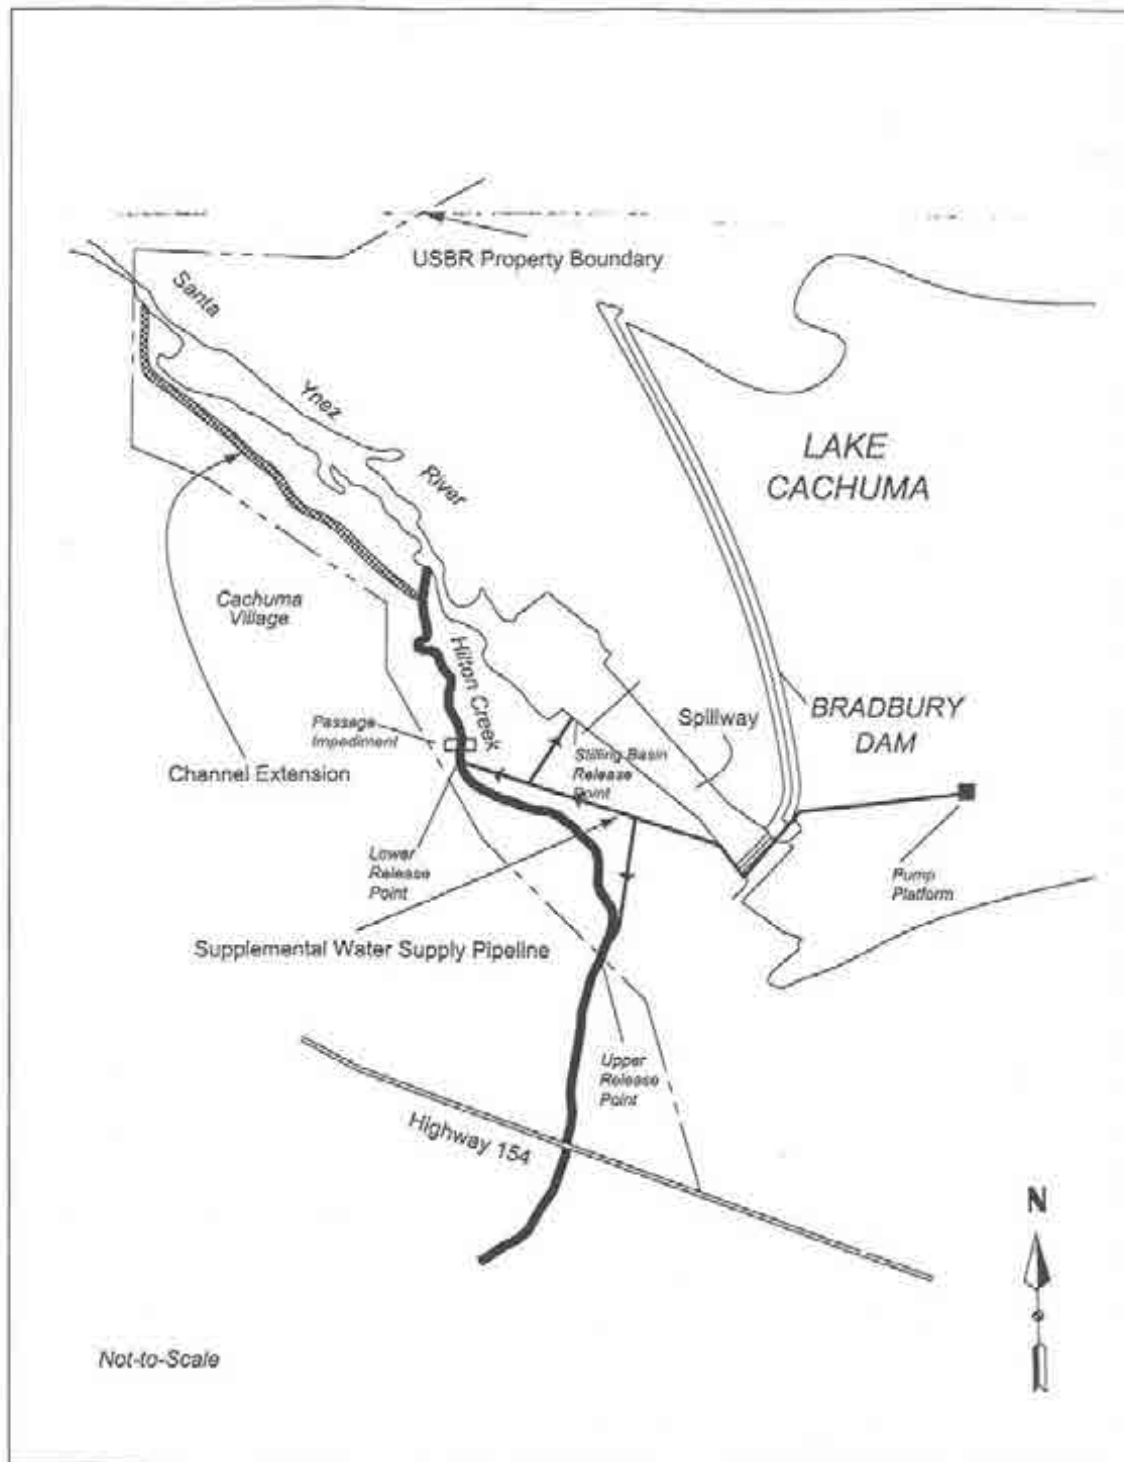 USBR Property Boundary
Santa
Ynez
River
LAKE
CACHUMA
Cachuma
Village
Hilton Creek
Passage
Impediment
Spillway
BRADBURY
DAM
Stilling Basin
Release
Point
Channel Extension
Lower
Release
Point
Pump
Platform
Supplemental Water Supply Pipeline
Upper
Release
Point
Highway 154
N
Not-to-Scale